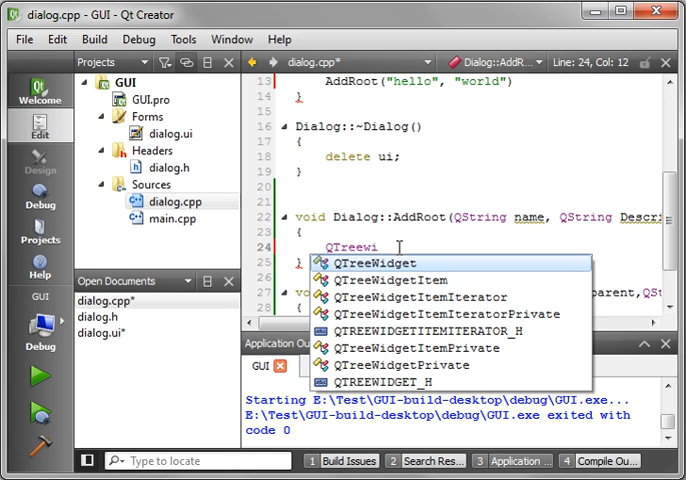 dialog.cpp - GUI - Qt Creator
File Edit Build Debug Tools Window Help
Projects
dialog.cpp*
Dialog::AddR...
Line: 24, Col: 12
Welcome
Edit
Design
Debug
Projects
Help
GUI
Debug
GUI
GUI.pro
Forms
dialog.ui
Headers
dialog.h
Sources
dialog.cpp
main.cpp
Open Documents
dialog.cpp*
dialog.h
dialog.ui*
13 AddRoot("hello", "world")
14 }
15
16 Dialog::~Dialog()
17 {
18 delete ui;
19 }
20
21
22 void Dialog::AddRoot(QString name, QString Descri
23 {
24 QTreewi
25 }
27 vo parent,QS
28 {
QTreeWidget
QTreeWidgetItem
QTreeWidgetItemIterator
QTreeWidgetItemIteratorPrivate
QTREEWIDGETITEMITERATOR_H
QTreeWidgetItemPrivate
QTreeWidgetPrivate
QTREEWIDGET_H
Application Ou
GUI
Starting E:\Test\GUI-build-desktop\debug\GUI.exe...
E:\Test\GUI-build-desktop\debug\GUI.exe exited with
code 0
Type to locate
1 Build Issues
2 Search Res...
3 Application ...
4 Compile Ou...